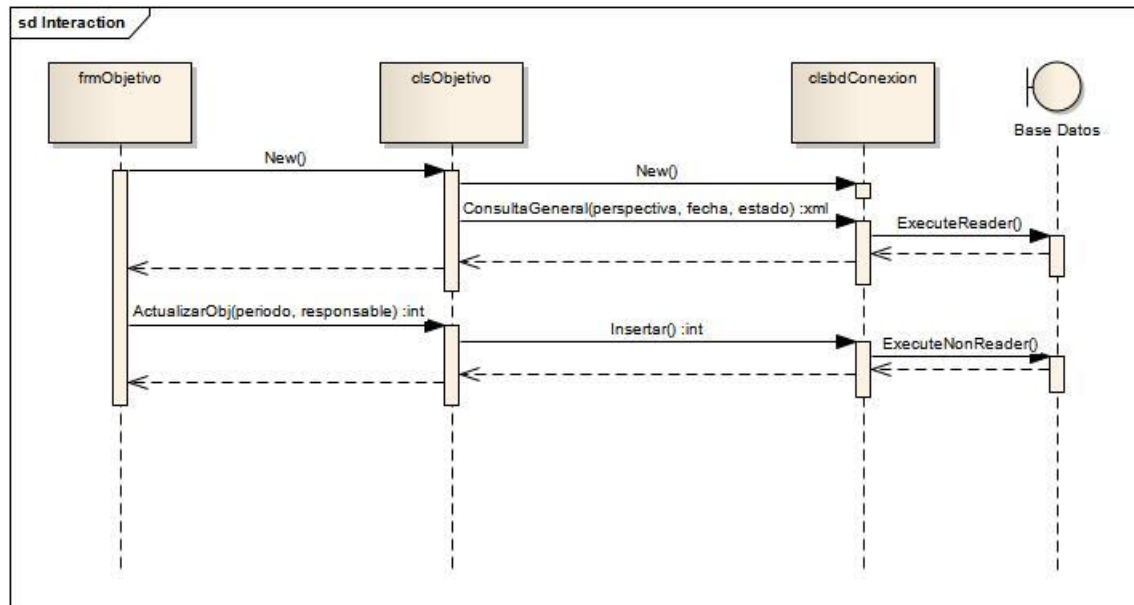 sd Interaction
frmObjetivo
clsObjetivo
clsbdConexion
Base Datos
New()
New()
ConsultaGeneral(perspectiva, fecha, estado) :xml
ExecuteReader()
ActualizarObj(periodo, responsable) :int
Insertar() :int
ExecuteNonReader()